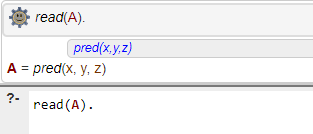 read(A).
pred(x,y,z)
A = pred(x, y, z)
?- read(A).